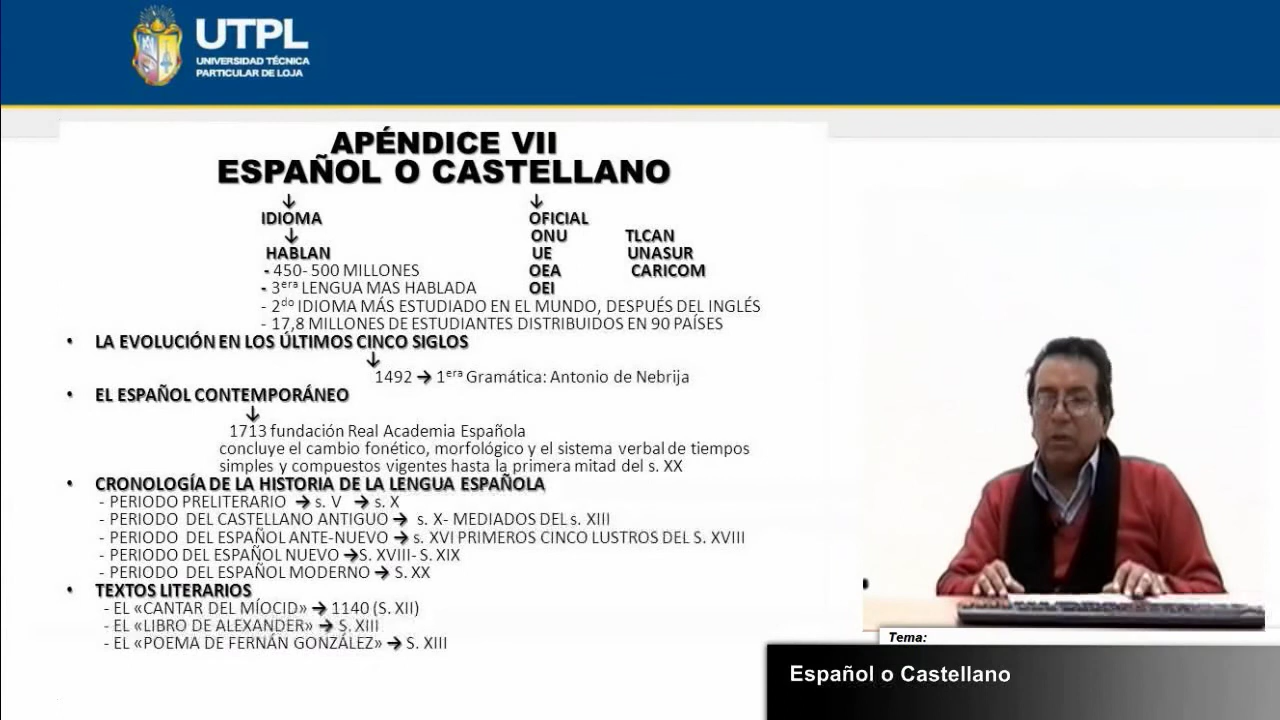 UTPL
UNIVERSIDAD TÉCNICA
PARTICULAR DE LOJA
APÉNDICE VII
ESPAÑOL O CASTELLANO
IDIOMA OFICIAL
ONU TLCAN
HABLAN UE UNASUR
- 450- 500 MILLONES OEA CARICOM
- 3era LENGUA MAS HABLADA OEI
- 2do IDIOMA MÁS ESTUDIADO EN EL MUNDO, DESPUÉS DEL INGLÉS
- 17,8 MILLONES DE ESTUDIANTES DISTRIBUIDOS EN 90 PAÍSES
• LA EVOLUCIÓN EN LOS ÚLTIMOS CINCO SIGLOS
1492 → 1era Gramática: Antonio de Nebrija
• EL ESPAÑOL CONTEMPORÁNEO
1713 fundación Real Academia Española
concluye el cambio fonético, morfológico y el sistema verbal de tiempos
simples y compuestos vigentes hasta la primera mitad del s. XX
• CRONOLOGÍA DE LA HISTORIA DE LA LENGUA ESPAÑOLA
- PERIODO PRELITERARIO → s. V → s. X
- PERIODO DEL CASTELLANO ANTIGUO → s. X- MEDIADOS DEL s. XIII
- PERIODO DEL ESPAÑOL ANTE-NUEVO → s. XVI PRIMEROS CINCO LUSTROS DEL S. XVIII
- PERIODO DEL ESPAÑOL NUEVO →S. XVIII- S. XIX
- PERIODO DEL ESPAÑOL MODERNO → S. XX
• TEXTOS LITERARIOS
- EL «CANTAR DEL MÍOCID» → 1140 (S. XII)
- EL «LIBRO DE ALEXANDER» → S. XIII
- EL «POEMA DE FERNÁN GONZÁLEZ» → S. XIII
Tema:
Español o Castellano